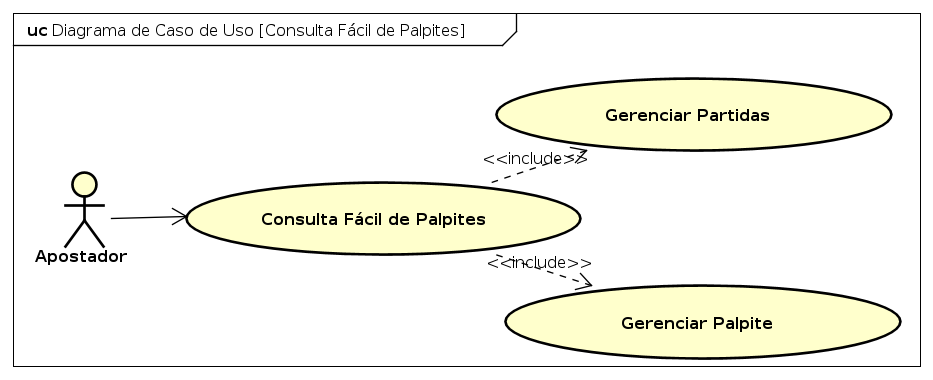 uc Diagrama de Caso de Uso [Consulta Fácil de Palpites]
Gerenciar Partidas
<<include>>
Consulta Fácil de Palpites
Apostador
<<include>>
Gerenciar Palpite